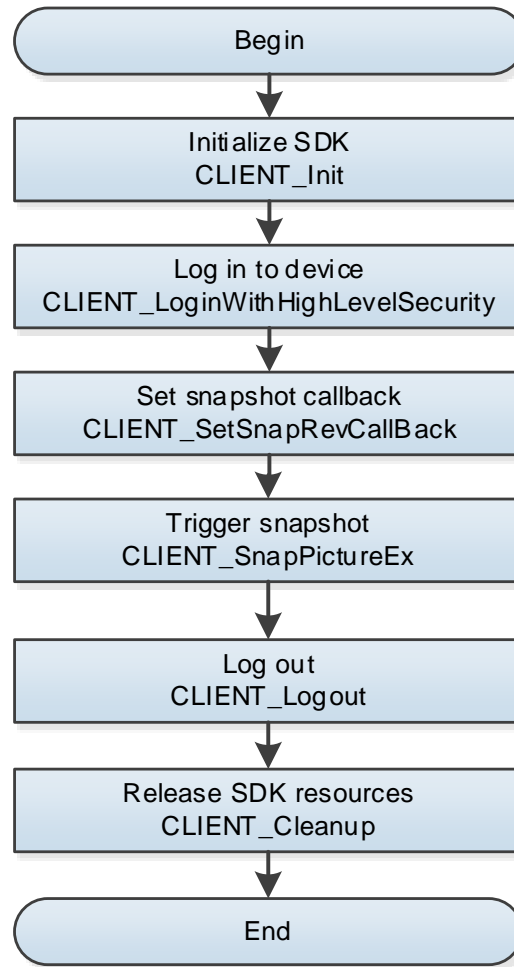 Begin
Initialize SDK
CLIENT_Init
Log in to device
CLIENT_LoginWithHighLevelSecurity
Set snapshot callback
CLIENT_SetSnapRevCallBack
Trigger snapshot
CLIENT_SnapPictureEx
Log out
CLIENT_Logout
Release SDK resources
CLIENT_Cleanup
End